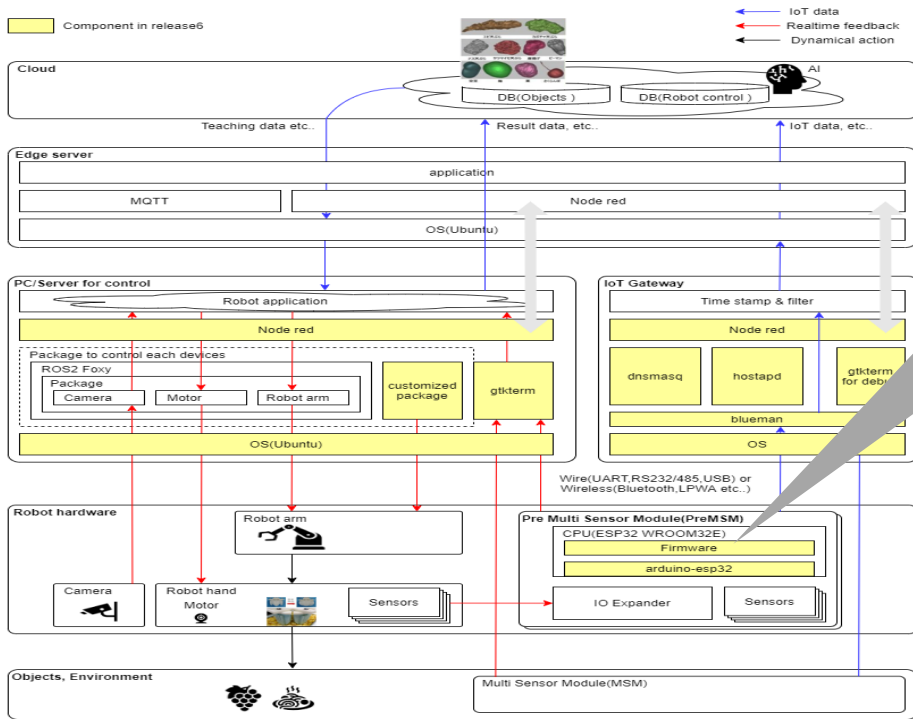 Component in release6
IoT data
Realtime feedback
Dynamical action
Cloud
AI
DB(Objects )
DB(Robot control )
Teaching data etc..
Result data, etc..
IoT data, etc..
Edge server
application
MQTT
Node red
OS(Ubuntu)
PC/Server for control
Robot application
Node red
Package to control each devices
ROS2 Foxy
Package
Camera
Motor
Robot arm
customized
package
gtkterm
OS(Ubuntu)
IoT Gateway
Time stamp & filter
Node red
dnsmasq
hostapd
gtkterm
for debu
blueman
OS
Wire(UART,RS232/485,USB) or
Wireless(Bluetooth,LPWA etc..)
Robot hardware
Robot arm
Camera
Robot hand
Motor
Sensors
Pre Multi Sensor Module(PreMSM)
CPU(ESP32 WROOM32E)
Firmware
arduino-esp32
IO Expander
Sensors
Objects, Environment
Multi Sensor Module(MSM)